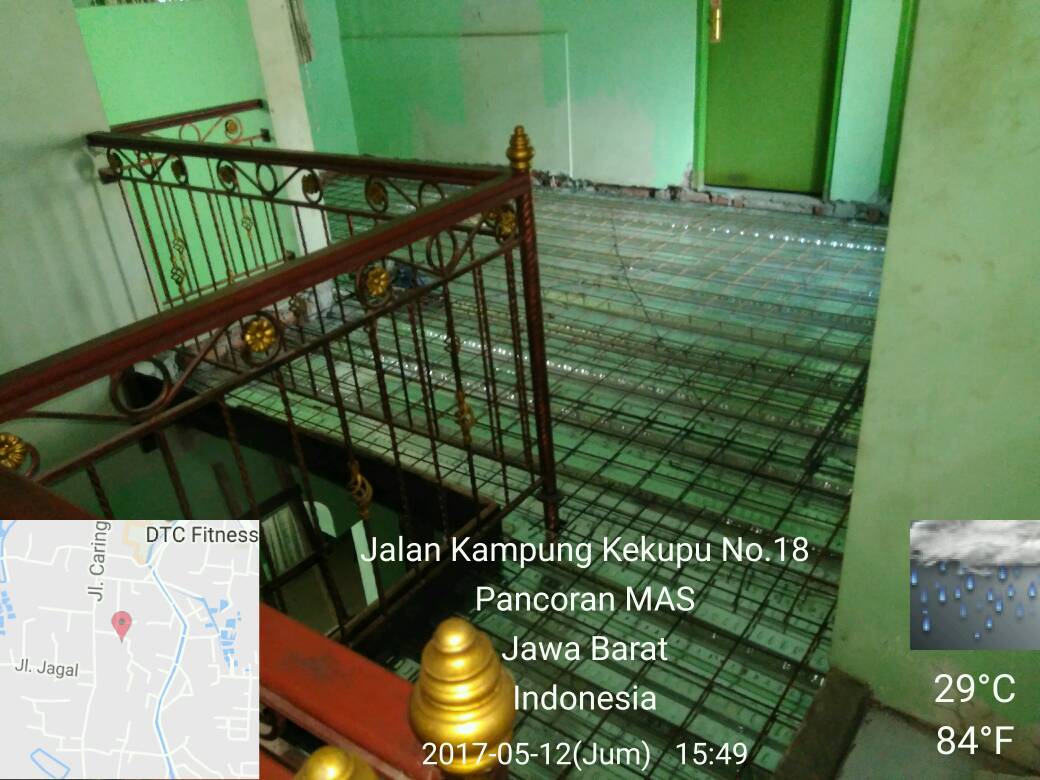 DTC Fitness
Jl. Caring
Jl. Jagal
Jalan Kampung Kekupu No.18
Pancoran MAS
Jawa Barat
Indonesia
2017-05-12(Jum) 15:49
29°C
84°F